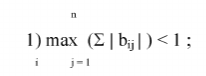 n
1) max (Σ | bij | ) < 1 ;
i j=1